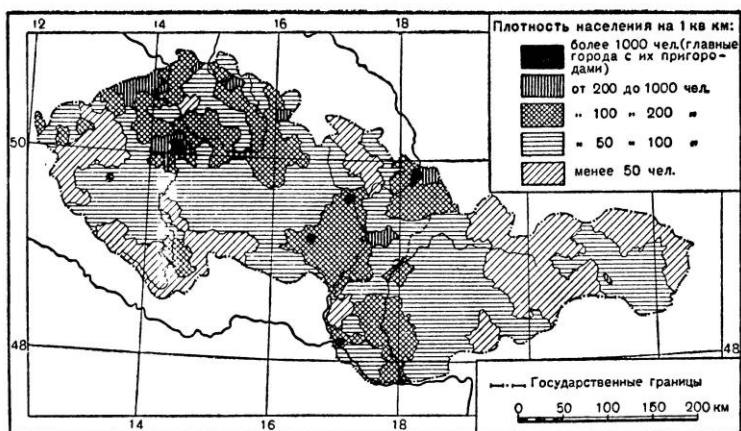 12
14
16
18
Плотность населения на 1 кв км:
более 1000 чел.(главные
города с их пригоро-
дами)
от 200 до 1000 чел.
„ 100 „ 200 „
„ 50 „ 100 „
менее 50 чел.
50
48
48
Государственные границы
0 50 100 150 200 км
14
16
18